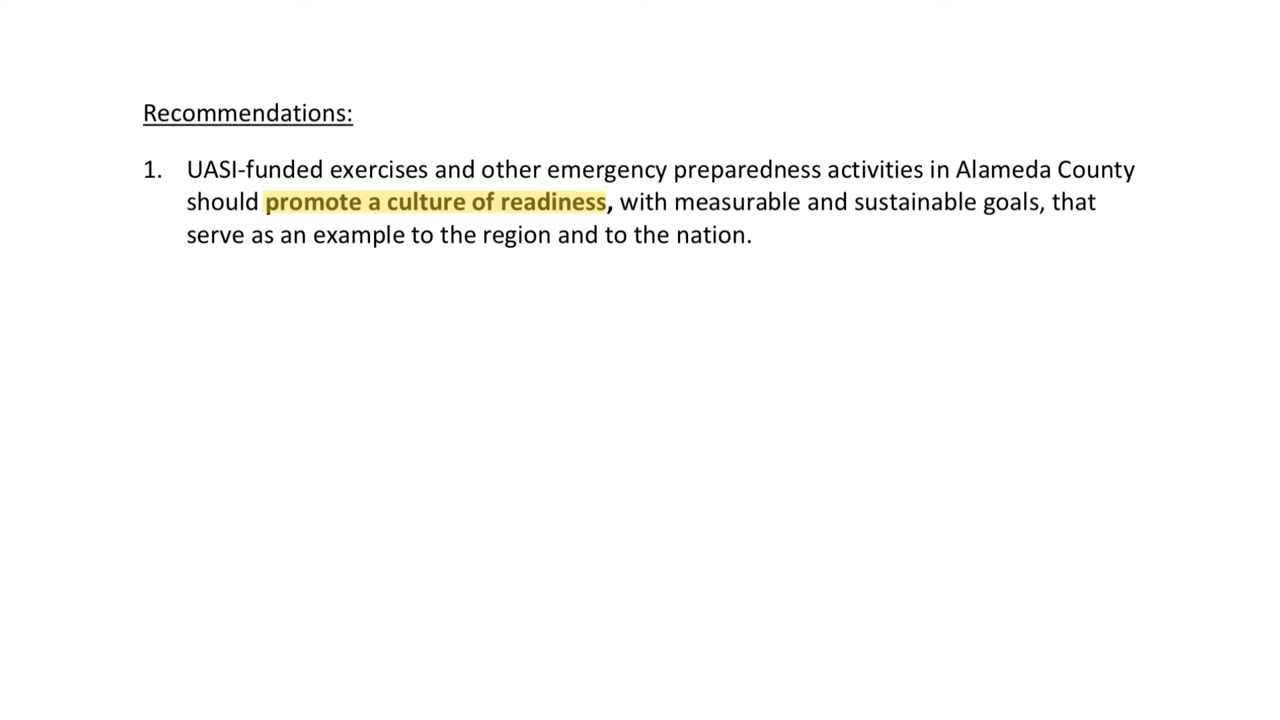 Recommendations:
1. UASI-funded exercises and other emergency preparedness activities in Alameda County
should promote a culture of readiness, with measurable and sustainable goals, that
serve as an example to the region and to the nation.